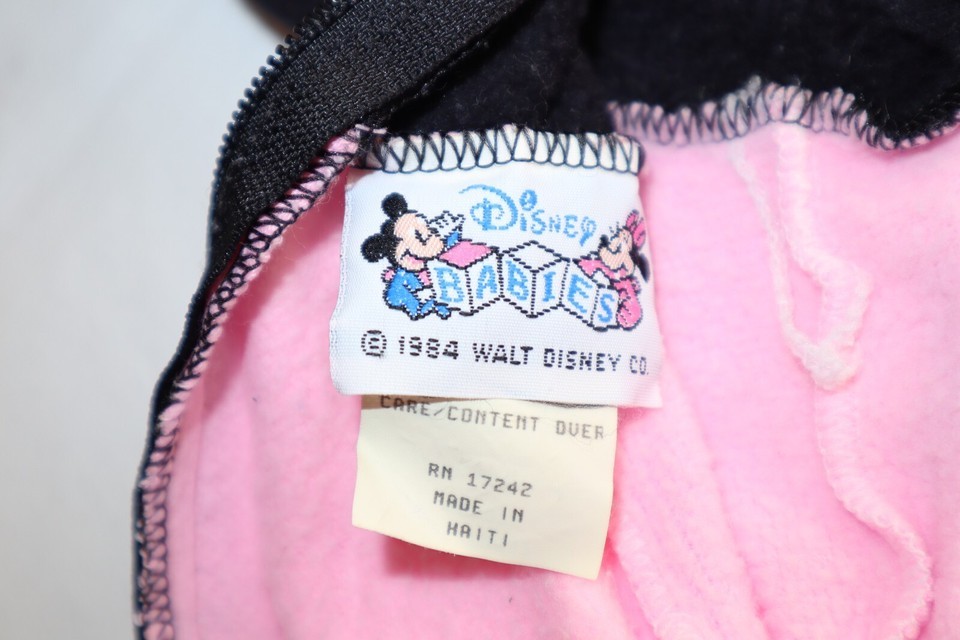 DISNEY
BABIES
© 1984 WALT DISNEY CO.
CARE/CONTENT OVER
RN 17242
MADE IN
HAITI